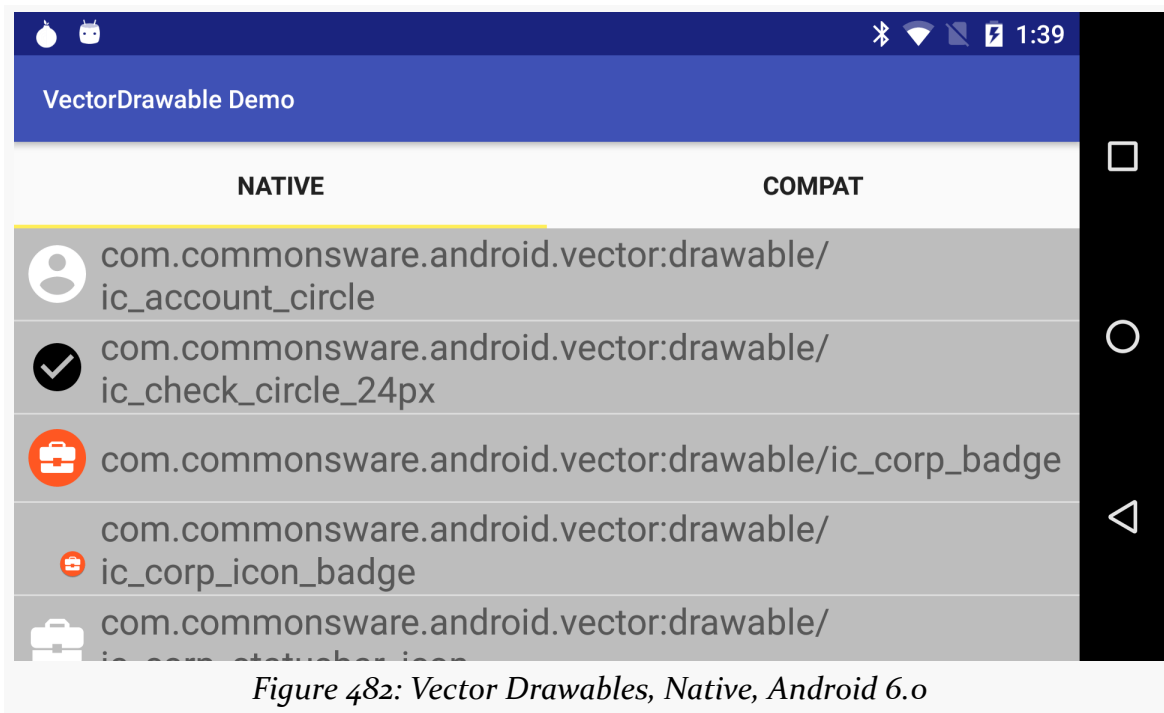 1:39
VectorDrawable Demo
NATIVE
COMPAT
com.commonsware.android.vector:drawable/
ic_account_circle
com.commonsware.android.vector:drawable/
ic_check_circle_24px
com.commonsware.android.vector:drawable/ic_corp_badge
com.commonsware.android.vector:drawable/
ic_corp_icon_badge
com.commonsware.android.vector:drawable/
ic_corp_statusbar_icon
Figure 482: Vector Drawables, Native, Android 6.0